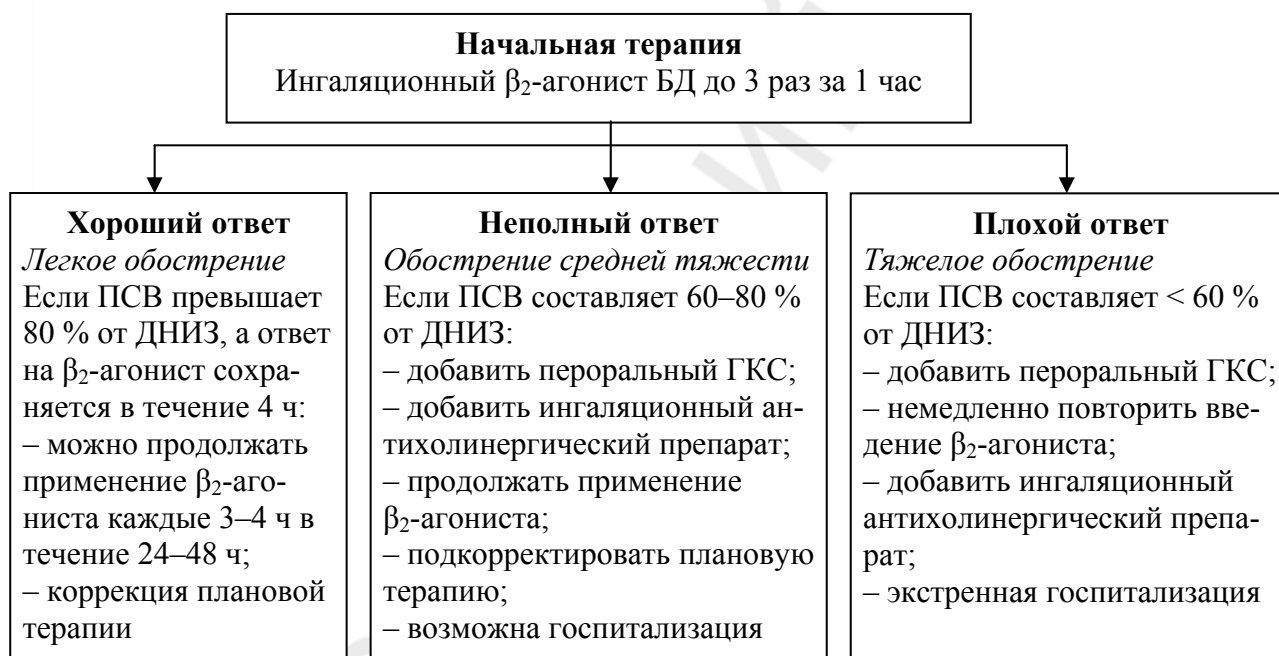 Начальная терапия
Ингаляционный β₂-агонист БД до 3 раз за 1 час
Хороший ответ
Легкое обострение
Если ПСВ превышает
80 % от ДНИЗ, а ответ
на β₂-агонист сохра-
няется в течение 4 ч:
– можно продолжать
применение β₂-аго-
ниста каждые 3–4 ч в
течение 24–48 ч;
– коррекция плановой
терапии
Неполный ответ
Обострение средней тяжести
Если ПСВ составляет 60–80 %
от ДНИЗ:
– добавить пероральный ГКС;
– добавить ингаляционный ан-
тихолинергический препарат;
– продолжать применение
β₂-агониста;
– подкорректировать плановую
терапию;
– возможна госпитализация
Плохой ответ
Тяжелое обострение
Если ПСВ составляет < 60 %
от ДНИЗ:
– добавить пероральный ГКС;
– немедленно повторить вве-
дение β₂-агониста;
– добавить ингаляционный
антихолинергический препа-
рат;
– экстренная госпитализация